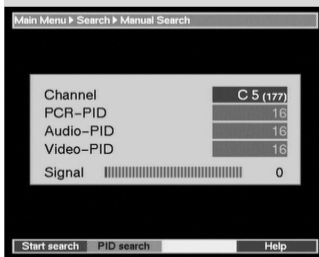 Main Menu ▸ Search ▸ Manual Search
Channel C 5 (177)
PCR-PID 16
Audio-PID 16
Video-PID 16
Signal 0
Start search PID search Help